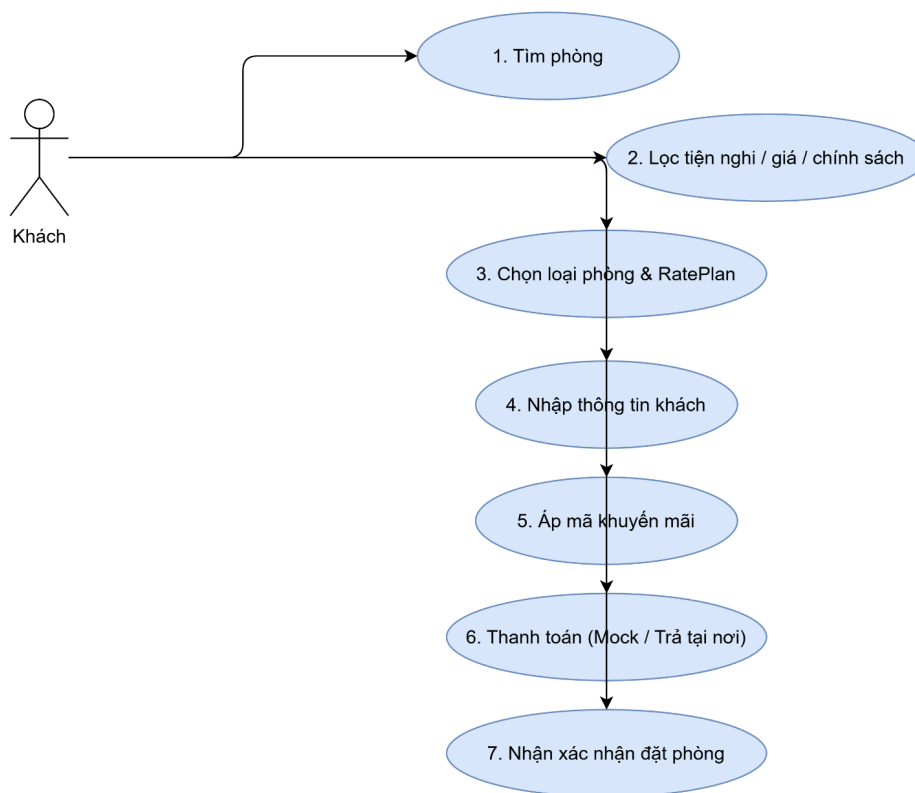 1. Tìm phòng
2. Lọc tiện nghi / giá / chính sách
Khách
3. Chọn loại phòng & RatePlan
4. Nhập thông tin khách
5. Áp mã khuyến mãi
6. Thanh toán (Mock / Trả tại nơi)
7. Nhận xác nhận đặt phòng